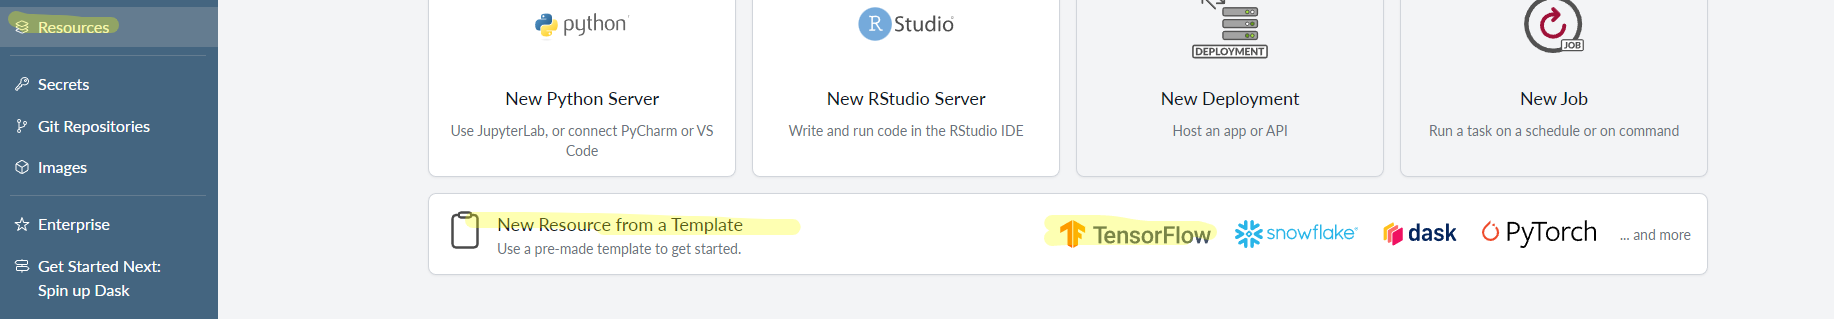 Resources
Secrets
Git Repositories
Images
Enterprise
Get Started Next:
Spin up Dask
python
New Python Server
Use JupyterLab, or connect PyCharm or VS
Code
R Studio
New RStudio Server
Write and run code in the RStudio IDE
DEPLOYMENT
New Deployment
Host an app or API
JOB
New Job
Run a task on a schedule or on command
New Resource from a Template
Use a pre-made template to get started.
TensorFlow
snowflake
dask
PyTorch
... and more